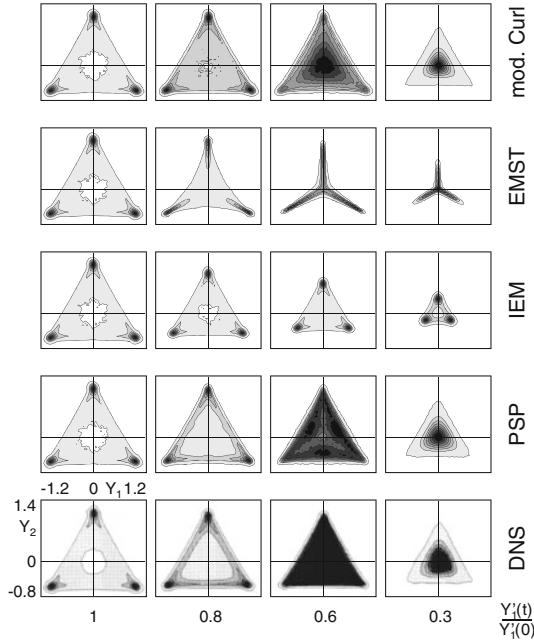 mod. Curl
EMST
IEM
PSP
-1.2 0 Y₁ 1.2
1.4
Y₂
0
-0.8
DNS
1 0.8 0.6 0.3
Y₁'(t)
Y₁'(0)